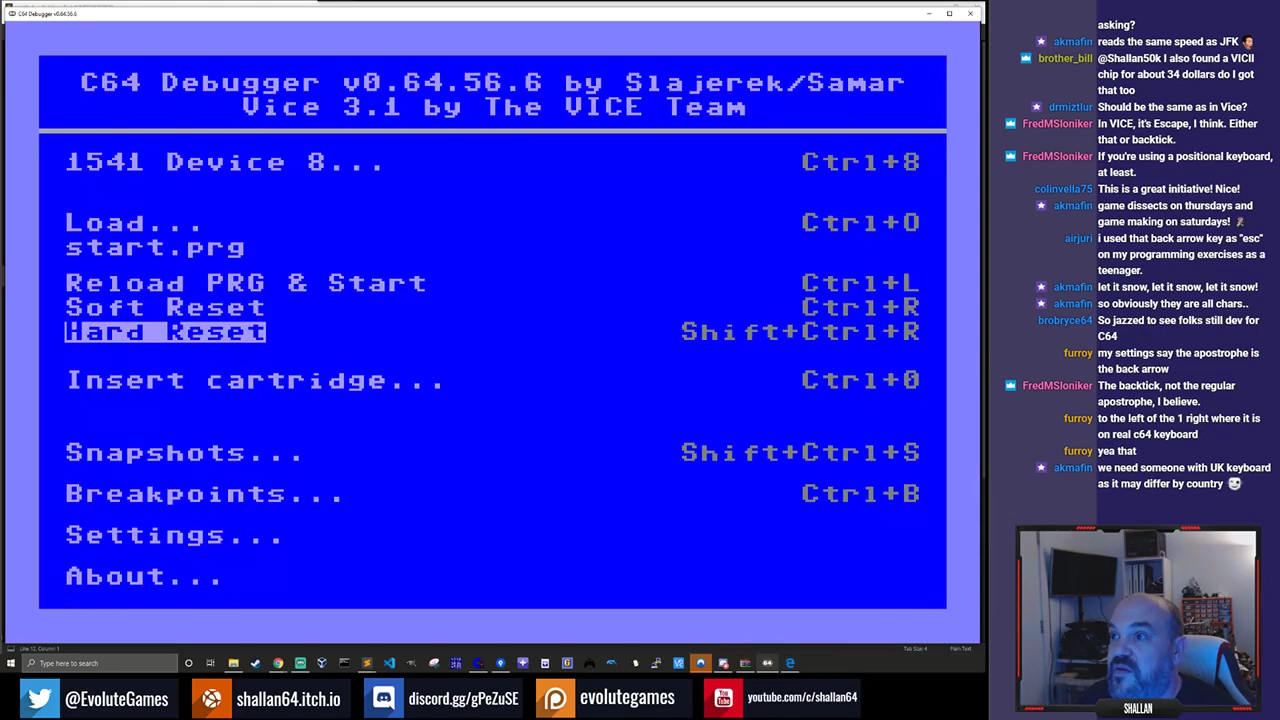 C64 Debugger v0.64.56.6
C64 Debugger v0.64.56.6 by Slajerek/Samar
Vice 3.1 by The VICE Team
1541 Device 8... Ctrl+8
Load... Ctrl+O
start.prg
Reload PRG & Start Ctrl+L
Soft Reset Ctrl+R
Hard Reset Shift+Ctrl+R
Insert cartridge... Ctrl+0
Snapshots... Shift+Ctrl+S
Breakpoints... Ctrl+B
Settings...
About...
Line 12, Column 1
Tab Size: 4
Plain Text
Type here to search
asking?
akmafin reads the same speed as JFK
brother_bill @Shallan50k I also found a VICII
chip for about 34 dollars do I got
that too
drmiztlur Should be the same as in Vice?
FredMSloniker In VICE, it's Escape, I think. Either
that or backtick.
FredMSloniker If you're using a positional keyboard,
at least.
colinvella75 This is a great initiative! Nice!
akmafin game dissects on thursdays and
game making on saturdays!
airjuri i used that back arrow key as "esc"
on my programming exercises as a
teenager.
akmafin let it snow, let it snow, let it snow!
akmafin so obviously they are all chars..
brobryce64 So jazzed to see folks still dev for
C64
furroy my settings say the apostrophe is
the back arrow
FredMSloniker The backtick, not the regular
apostrophe, I believe.
furroy to the left of the 1 right where it is
on real c64 keyboard
furroy yea that
akmafin we need someone with UK keyboard
as it may differ by country
SHALLAN
@EvoluteGames
shallan64.itch.io
discord.gg/gPeZuSE
evolutegames
youtube.com/c/shallan64